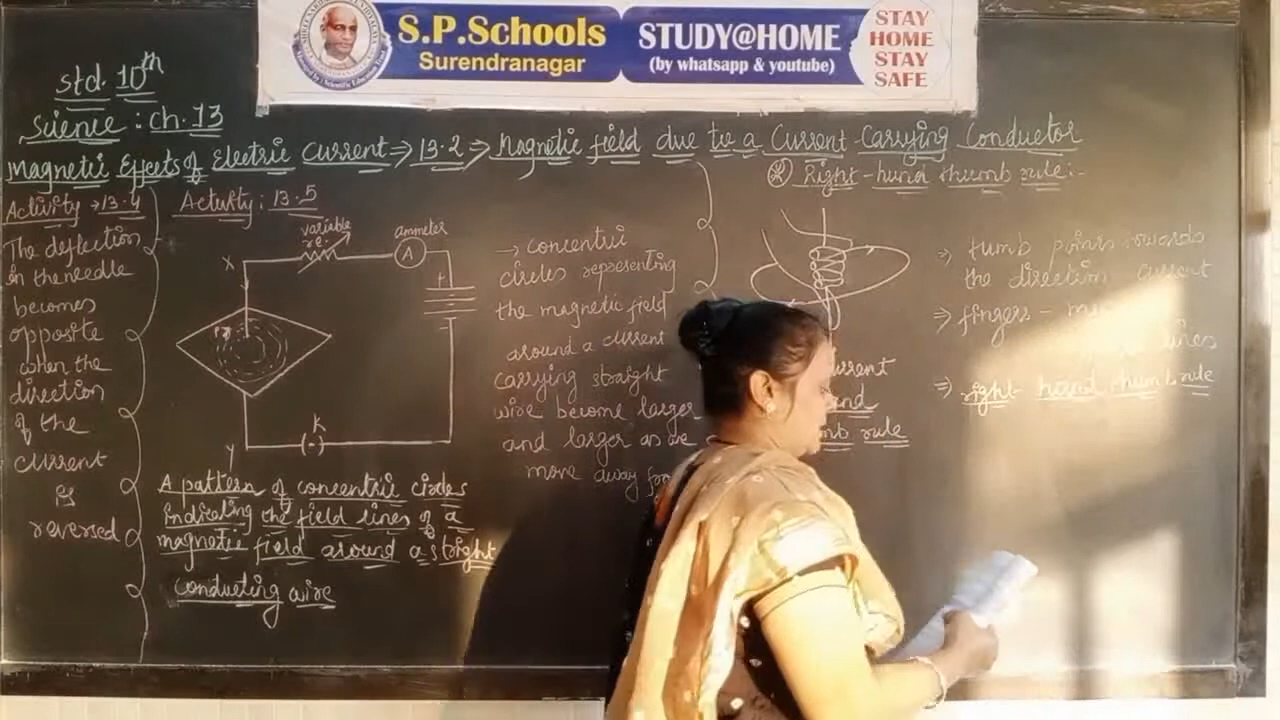 S.P.Schools
Surendranagar
STUDY@HOME
(by whatsapp & youtube)
STAY
HOME
STAY
SAFE
std. 10th
Science : ch. 13
Magnetic Effects of Electric Current ⇒ 13.2 ⇒ Magnetic field due to a Current-Carrying Conductor
Activity → 13.4
The deflection
in the needle
becomes
opposite
when the
direction
of the
current
is
reversed
Activity : 13.5
variable
re.
ammeter
A
+
X
K
Y
A pattern of concentric circles
indicating the field lines of a
magnetic field around a stright
conducting wire
→ concentric
circles representing
the magnetic field
around a current
carrying straight
wire become larger
and larger as we
move away
Right-hand thumb rule:-
rule
⇒ tumb points towards
the direction current
⇒ fingers -
lines
⇒ right hand thumb rule